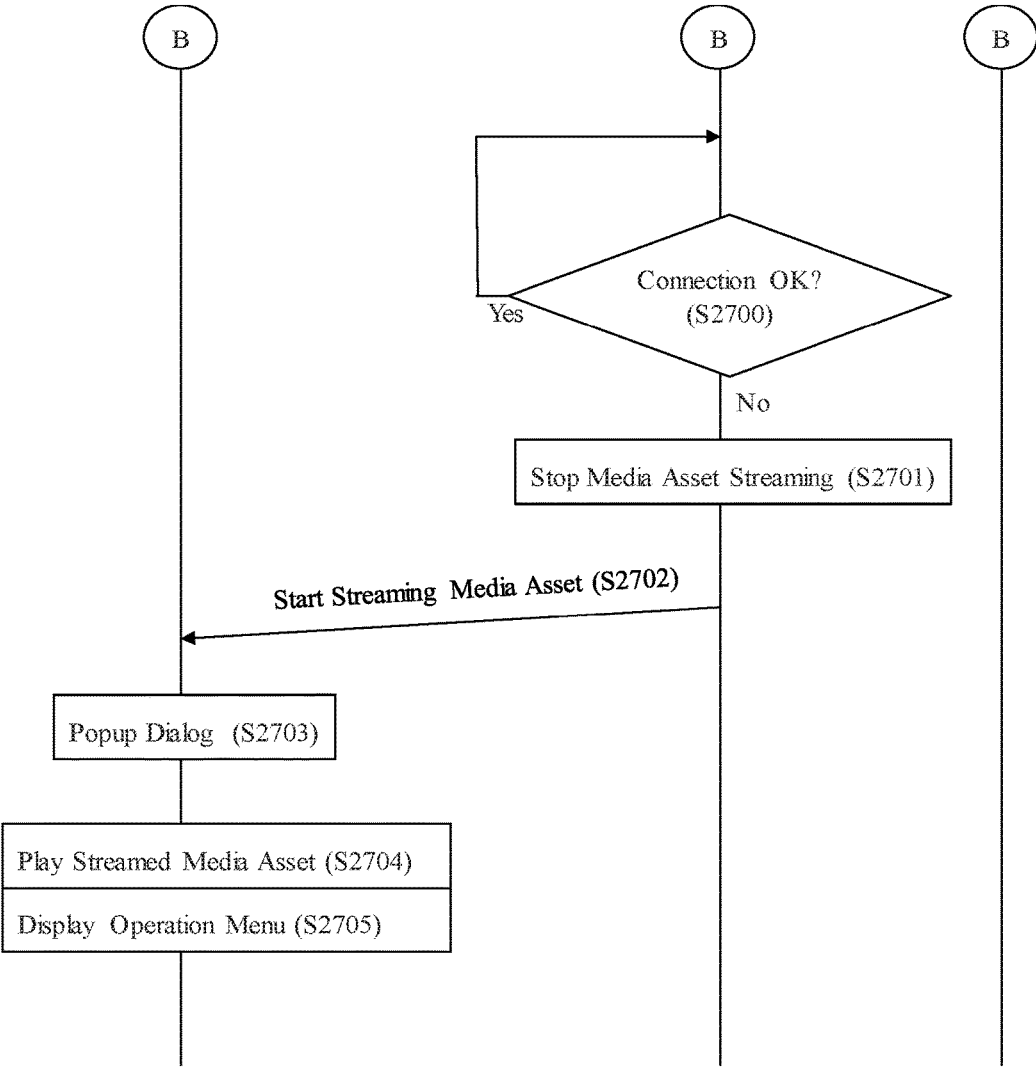 B
B
B
Connection OK?
(S2700)
Yes
No
Stop Media Asset Streaming (S2701)
Start Streaming Media Asset (S2702)
Popup Dialog (S2703)
Play Streamed Media Asset (S2704)
Display Operation Menu (S2705)